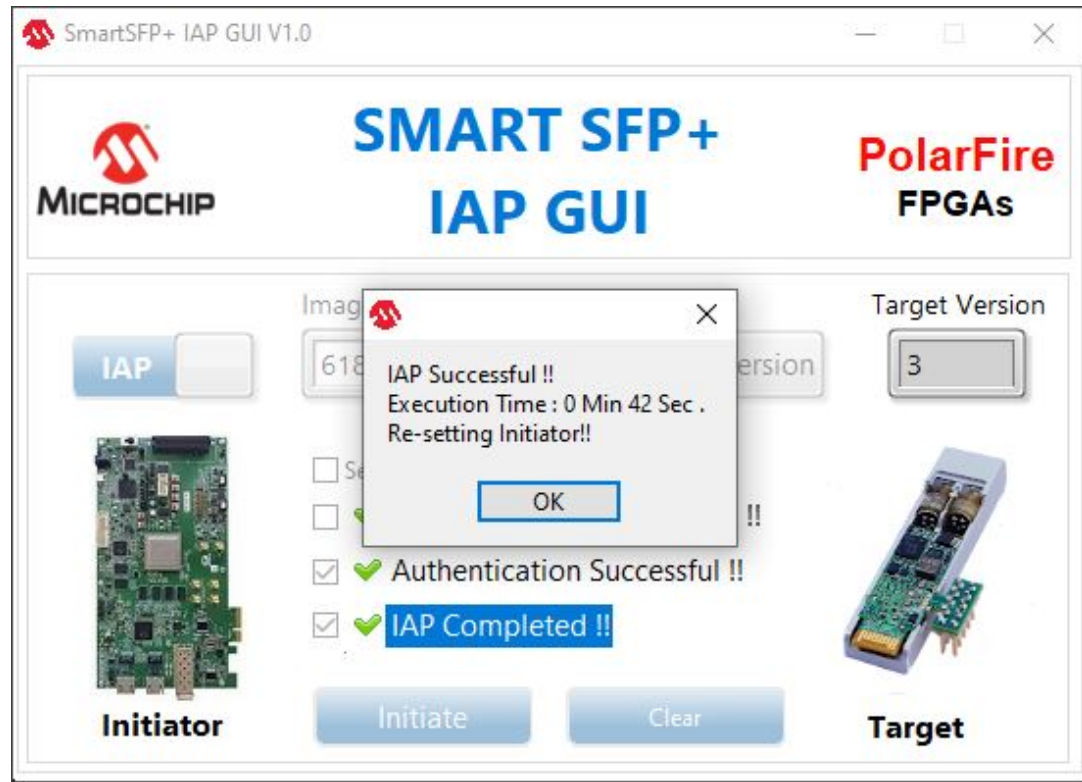 SmartSFP+ IAP GUI V1.0
MICROCHIP
SMART SFP+
IAP GUI
PolarFire
FPGAs
Target Version
IAP
3
IAP Successful !!
Execution Time : 0 Min 42 Sec .
Re-setting Initiator!!
OK
!!!
Authentication Successful !!
IAP Completed !!
Initiate
Clear
Initiator
Target